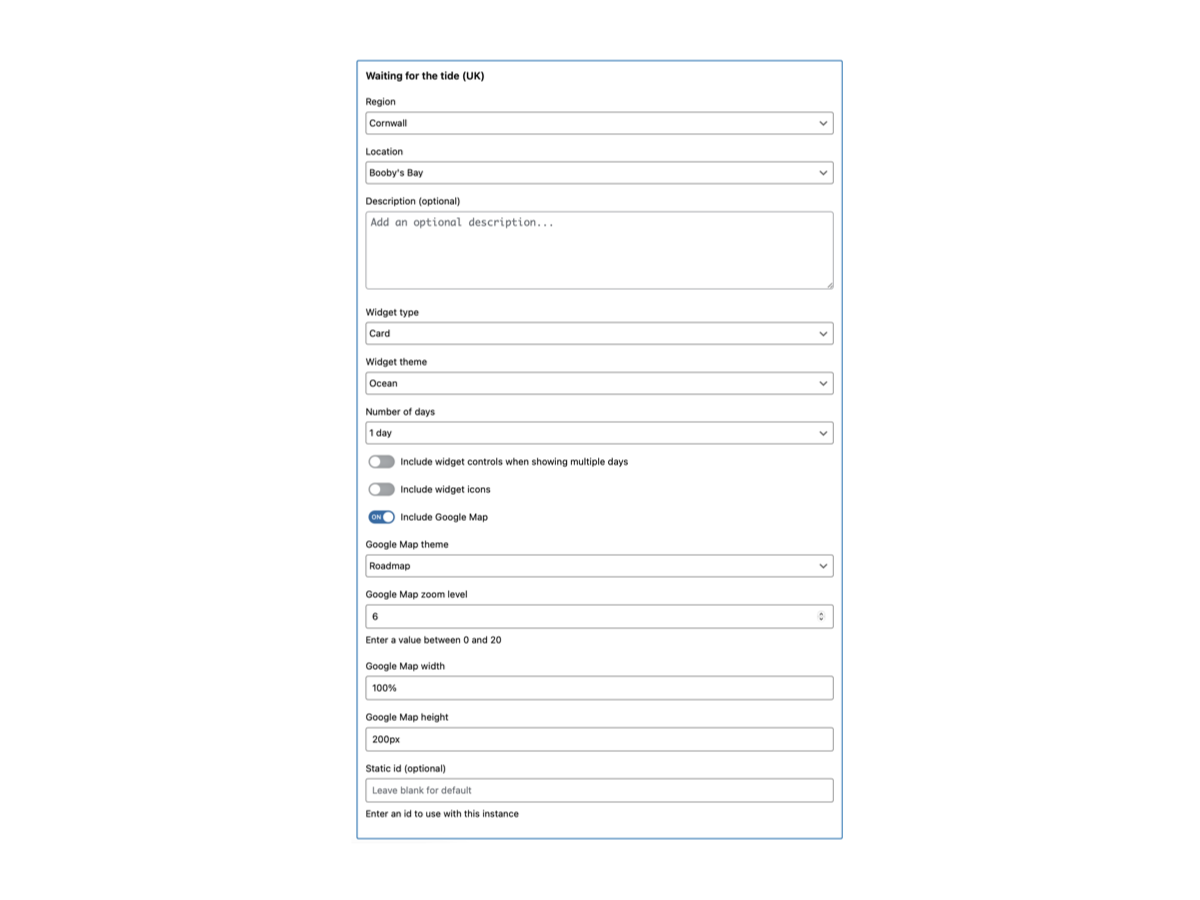 Waiting for the tide (UK)
Region
Cornwall
Location
Booby's Bay
Description (optional)
Add an optional description...
Widget type
Card
Widget theme
Ocean
Number of days
1 day
Include widget controls when showing multiple days
Include widget icons
ON Include Google Map
Google Map theme
Roadmap
Google Map zoom level
6
Enter a value between 0 and 20
Google Map width
100%
Google Map height
200px
Static id (optional)
Leave blank for default
Enter an id to use with this instance